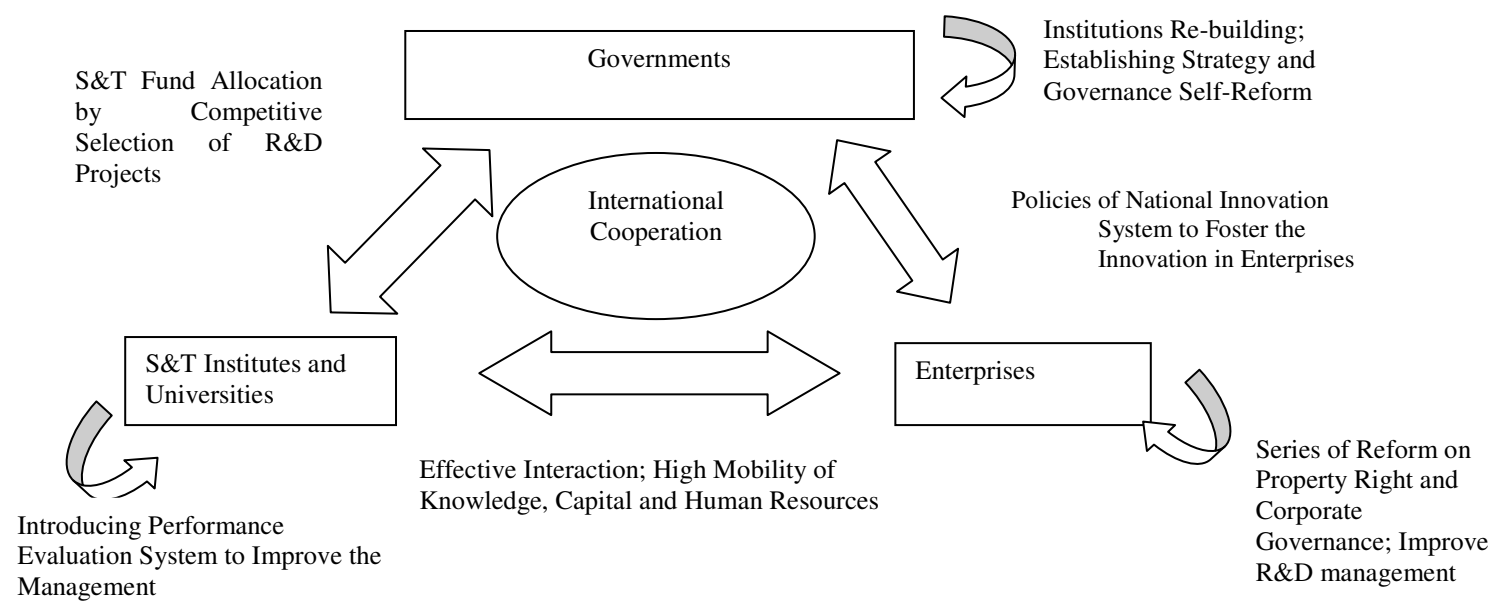 Governments
Institutions Re-building;
Establishing Strategy and
Governance Self-Reform
S&T Fund Allocation
by Competitive
Selection of R&D
Projects
International
Cooperation
Policies of National Innovation
System to Foster the
Innovation in Enterprises
S&T Institutes and
Universities
Enterprises
Effective Interaction; High Mobility of
Knowledge, Capital and Human Resources
Series of Reform on
Property Right and
Corporate
Governance; Improve
R&D management
Introducing Performance
Evaluation System to Improve the
Management